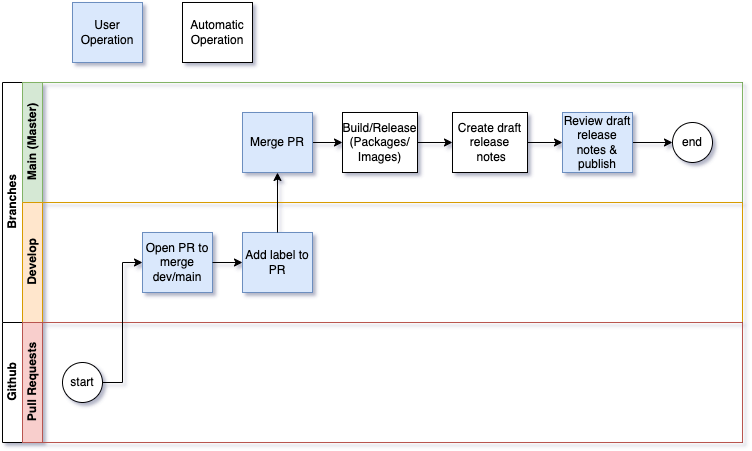 User
Operation
Automatic
Operation
Branches
Main (Master)
Merge PR
Build/Release
(Packages/
Images)
Create draft
release
notes
Review draft
release
notes &
publish
end
Develop
Open PR to
merge
dev/main
Add label to
PR
Github
Pull Requests
start